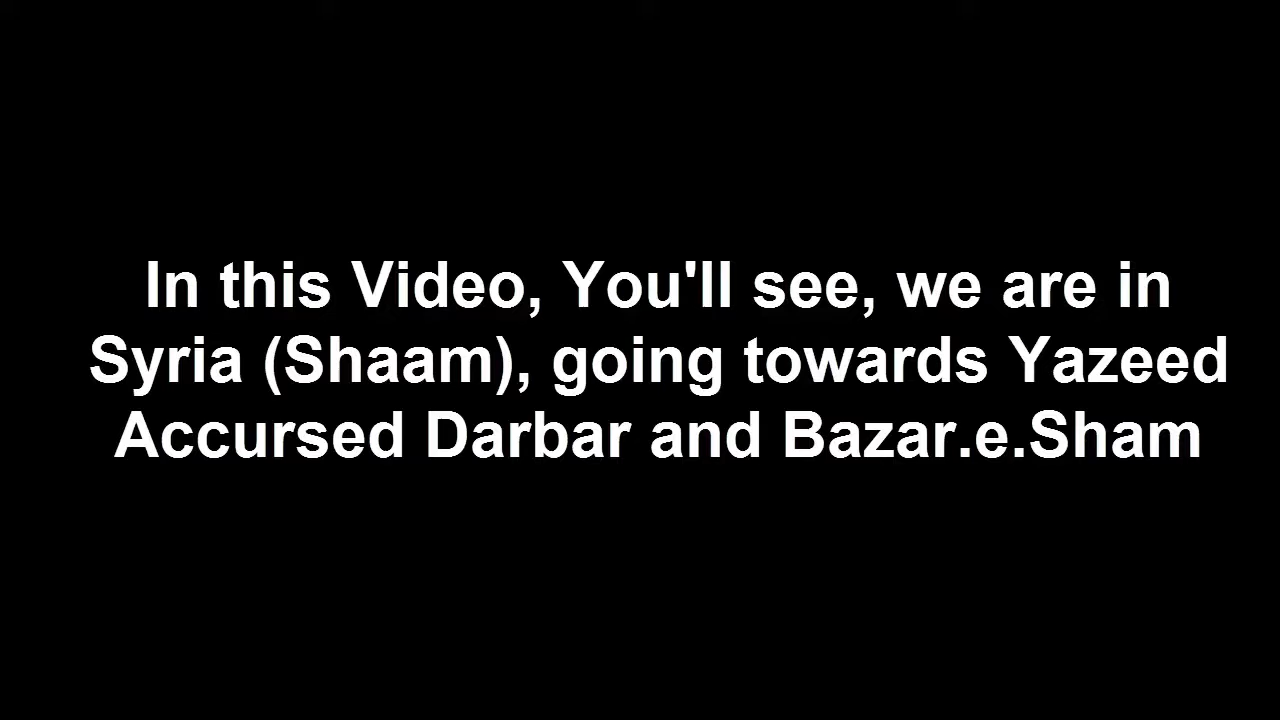 In this Video, You'll see, we are in
Syria (Shaam), going towards Yazeed
Accursed Darbar and Bazar.e.Sham